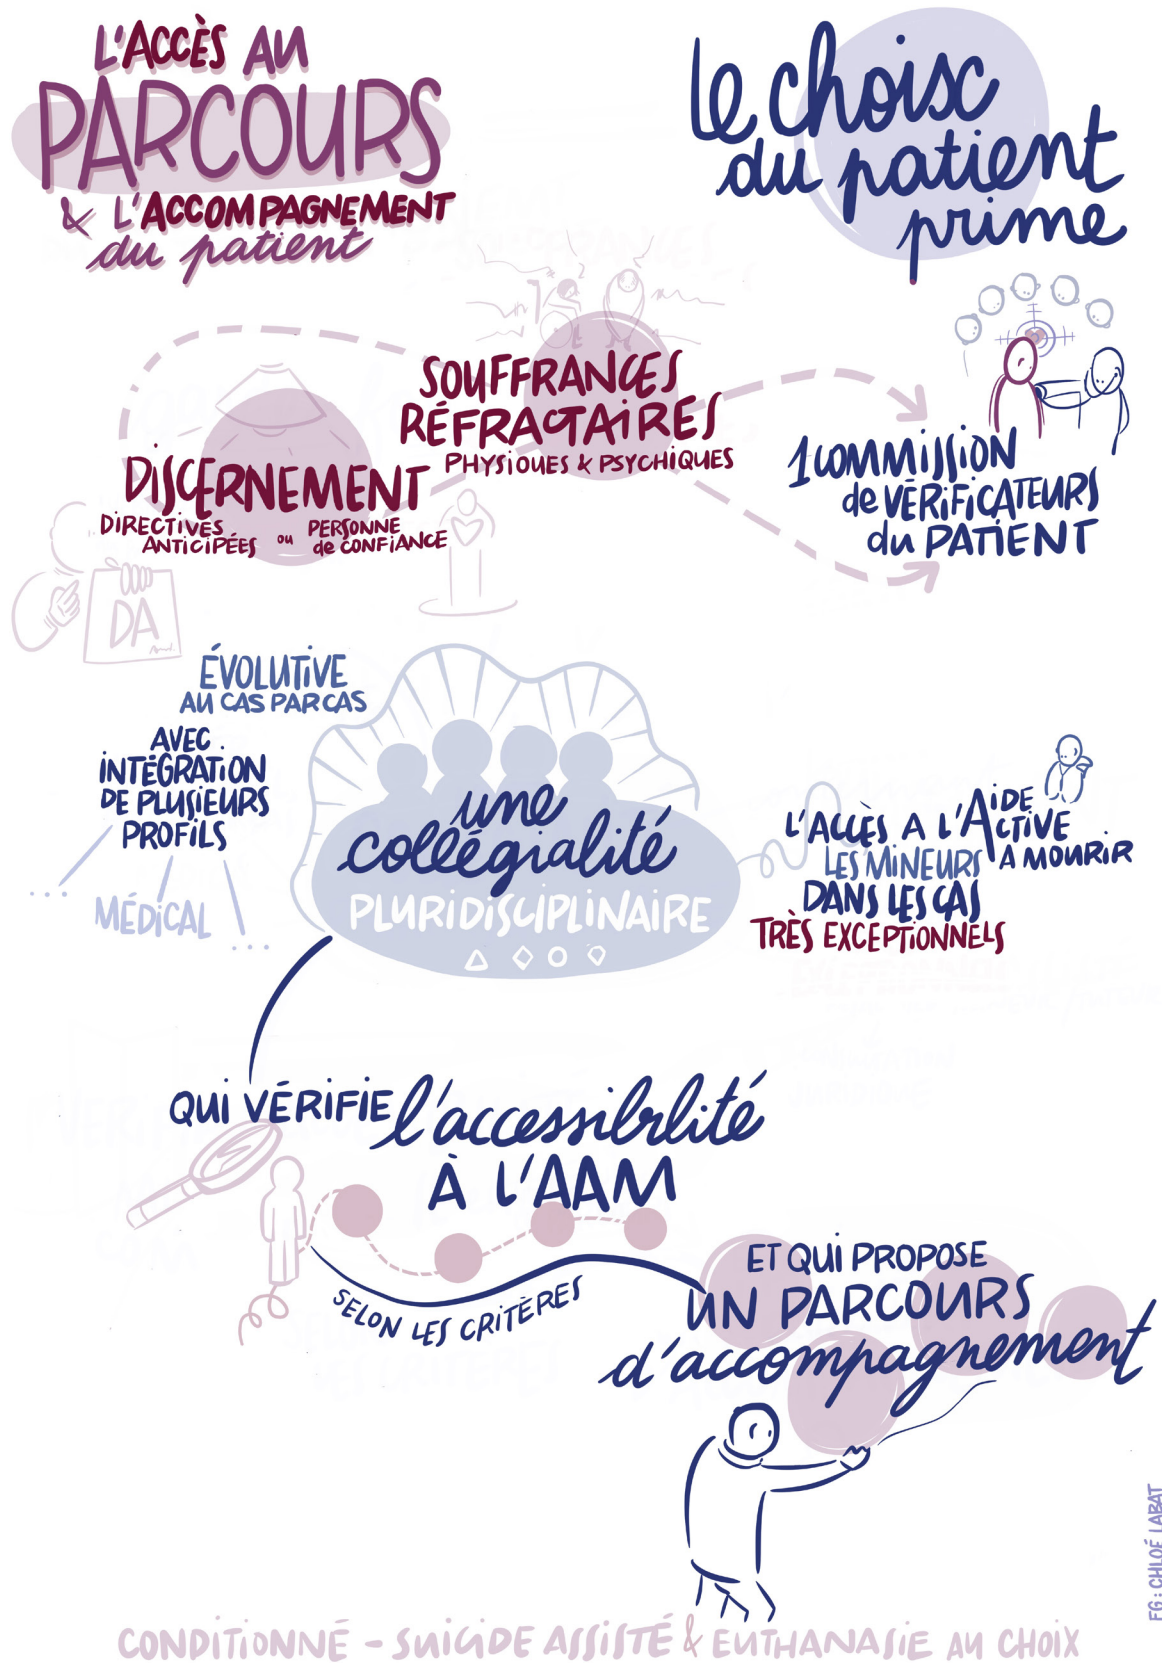 L'ACCÈS AU
PARCOURS
& L'ACCOMPAGNEMENT
du patient
le choix
du patient
prime
SOUFFRANCES
RÉFRACTAIRES
PHYSIQUES & PSYCHIQUES
DISCERNEMENT
DIRECTIVES
ANTICIPÉES
ou
PERSONNE
de CONFIANCE
DA
1 COMMISSION
de VÉRIFICATEURS
du PATIENT
ÉVOLUTIVE
AU CAS PAR CAS
AVEC
INTÉGRATION
DE PLUSIEURS
PROFILS
...
MÉDICAL
...
une
collégialité
PLURIDISCIPLINAIRE
L'ACCÈS A L'AIDE
ACTIVE
A MOURIR
LES MINEURS
DANS LES CAS
TRÈS EXCEPTIONNELS
QUI VÉRIFIE l'accessibilité
À L'AAM
SELON LES CRITÈRES
ET QUI PROPOSE
UN PARCOURS
d'accompagnement
FG : CHLOÉ LABAT
CONDITIONNÉ - SUICIDE ASSISTÉ & EUTHANASIE AU CHOIX